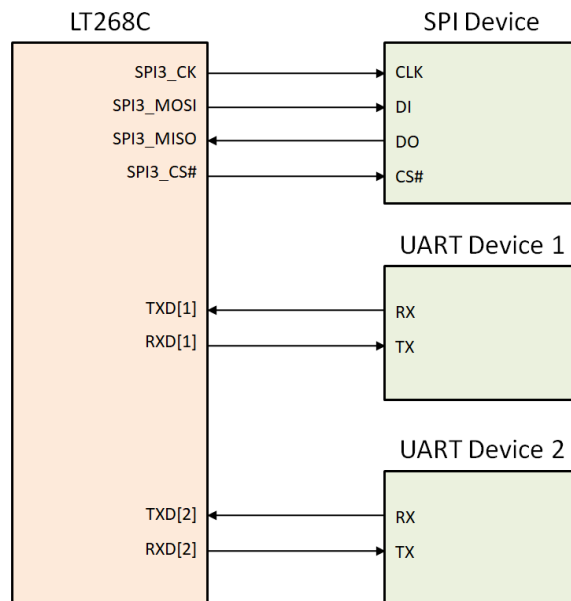 LT268C
SPI Device
SPI3_CK
CLK
SPI3_MOSI
DI
SPI3_MISO
DO
SPI3_CS#
CS#
UART Device 1
TXD[1]
RX
RXD[1]
TX
UART Device 2
TXD[2]
RX
RXD[2]
TX